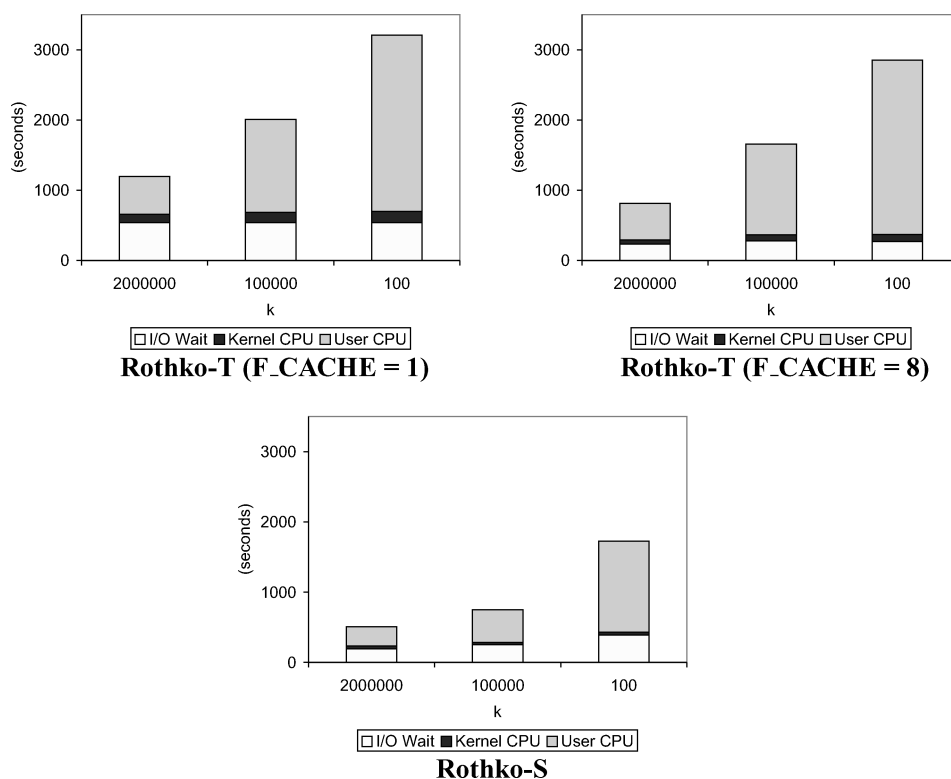 3000
2000
1000
0
(seconds)
2000000 100000 100
k
I/O Wait Kernel CPU User CPU
Rothko-T (F_CACHE = 1)
3000
2000
1000
0
(seconds)
2000000 100000 100
k
I/O Wait Kernel CPU User CPU
Rothko-T (F_CACHE = 8)
3000
2000
1000
0
(seconds)
2000000 100000 100
k
I/O Wait Kernel CPU User CPU
Rothko-S